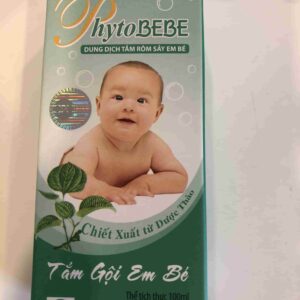 PhytoBEBE
DUNG DỊCH TẮM RÔM SẢY EM BÉ
Chiết Xuất từ Dược Thảo
Tắm Gội Em Bé
Thể tích thực 100ml